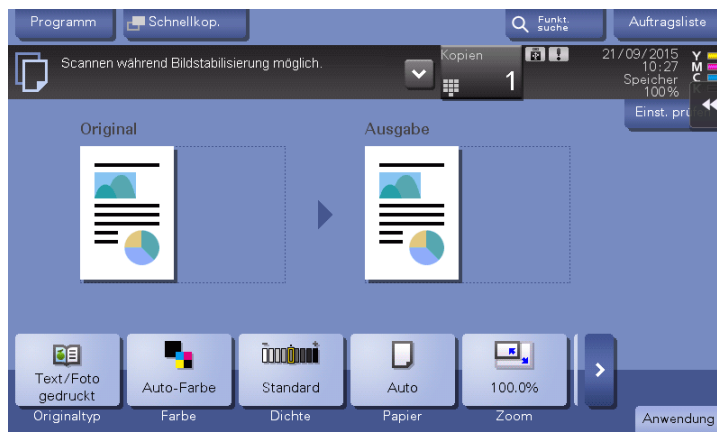 Programm
Schnellkop.
Funkt.
suche
Auftragsliste
Scannen während Bildstabilisierung möglich.
Kopien
1
21/09/2015
10:27
Speicher
100%
Y
M
C
K
Einst. prü
Original
Ausgabe
Text/Foto
gedruckt
Auto-Farbe
Standard
Auto
100.0%
Originaltyp
Farbe
Dichte
Papier
Zoom
Anwendung